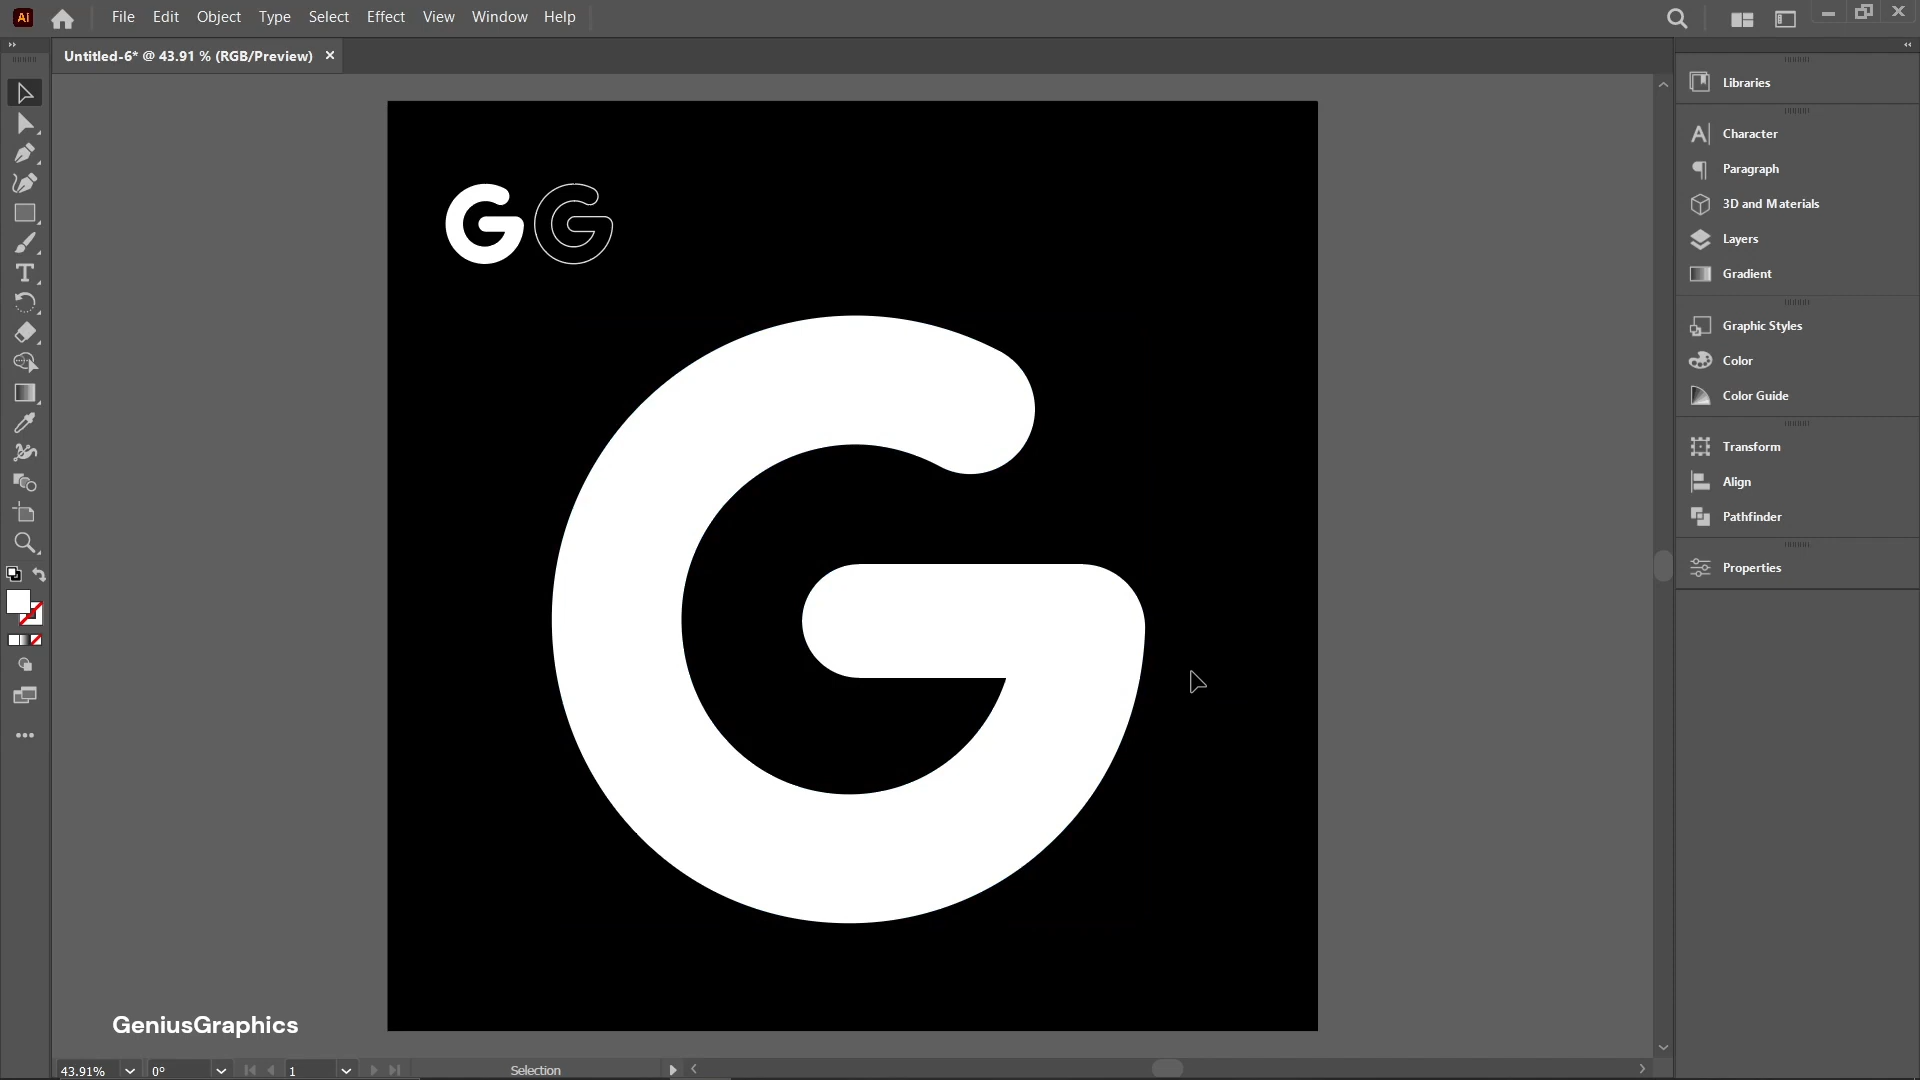 Ai File Edit Object Type Select Effect View Window Help
Untitled-6* @ 43.91 % (RGB/Preview) ×
Libraries
Character
Paragraph
3D and Materials
Layers
Gradient
Graphic Styles
Color
Color Guide
Transform
Align
Pathfinder
Properties
G G
G
GeniusGraphics
43.91% 0° 1 Selection